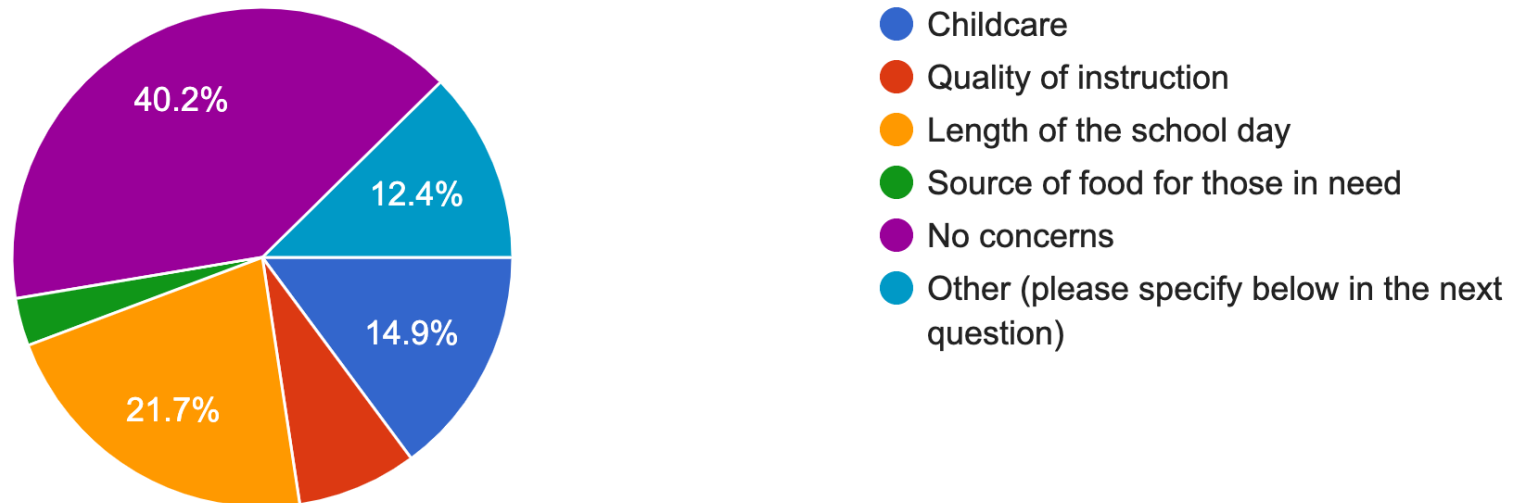 40.2%
12.4%
14.9%
21.7%
Childcare
Quality of instruction
Length of the school day
Source of food for those in need
No concerns
Other (please specify below in the next
question)